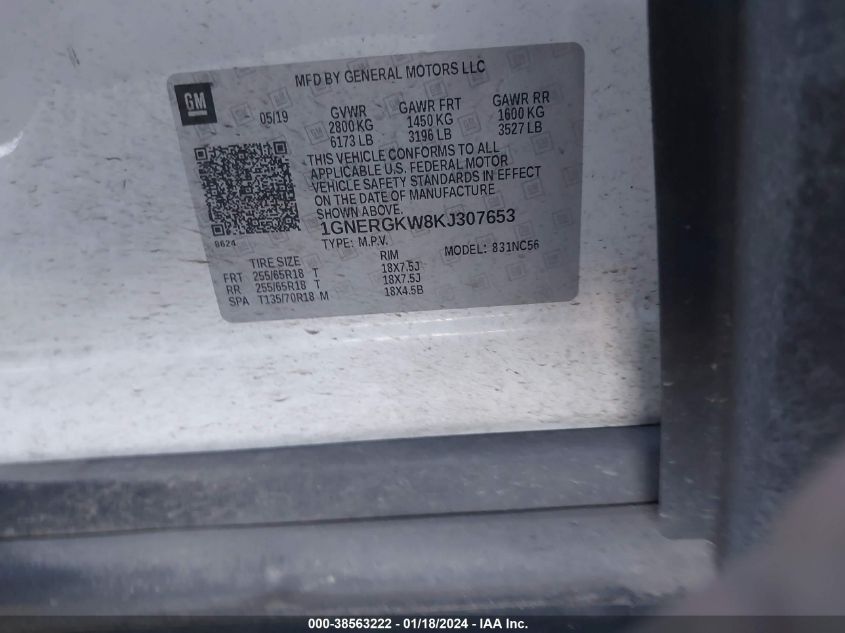 MFD BY GENERAL MOTORS LLC
GM
05/19
GVWR GAWR FRT GAWR RR
2800 KG 1450 KG 1600 KG
6173 LB 3196 LB 3527 LB
THIS VEHICLE CONFORMS TO ALL
APPLICABLE U.S. FEDERAL MOTOR
VEHICLE SAFETY STANDARDS IN EFFECT
ON THE DATE OF MANUFACTURE
SHOWN ABOVE.
1GNERGKW8KJ307653
8624
TYPE: M.P.V. MODEL: 831NC56
TIRE SIZE RIM
FRT 255/65R18 T 18X7.5J
RR 255/65R18 T 18X7.5J
SPA T135/70R18 M 18X4.5B
000-38563222 - 01/18/2024 - IAA Inc.